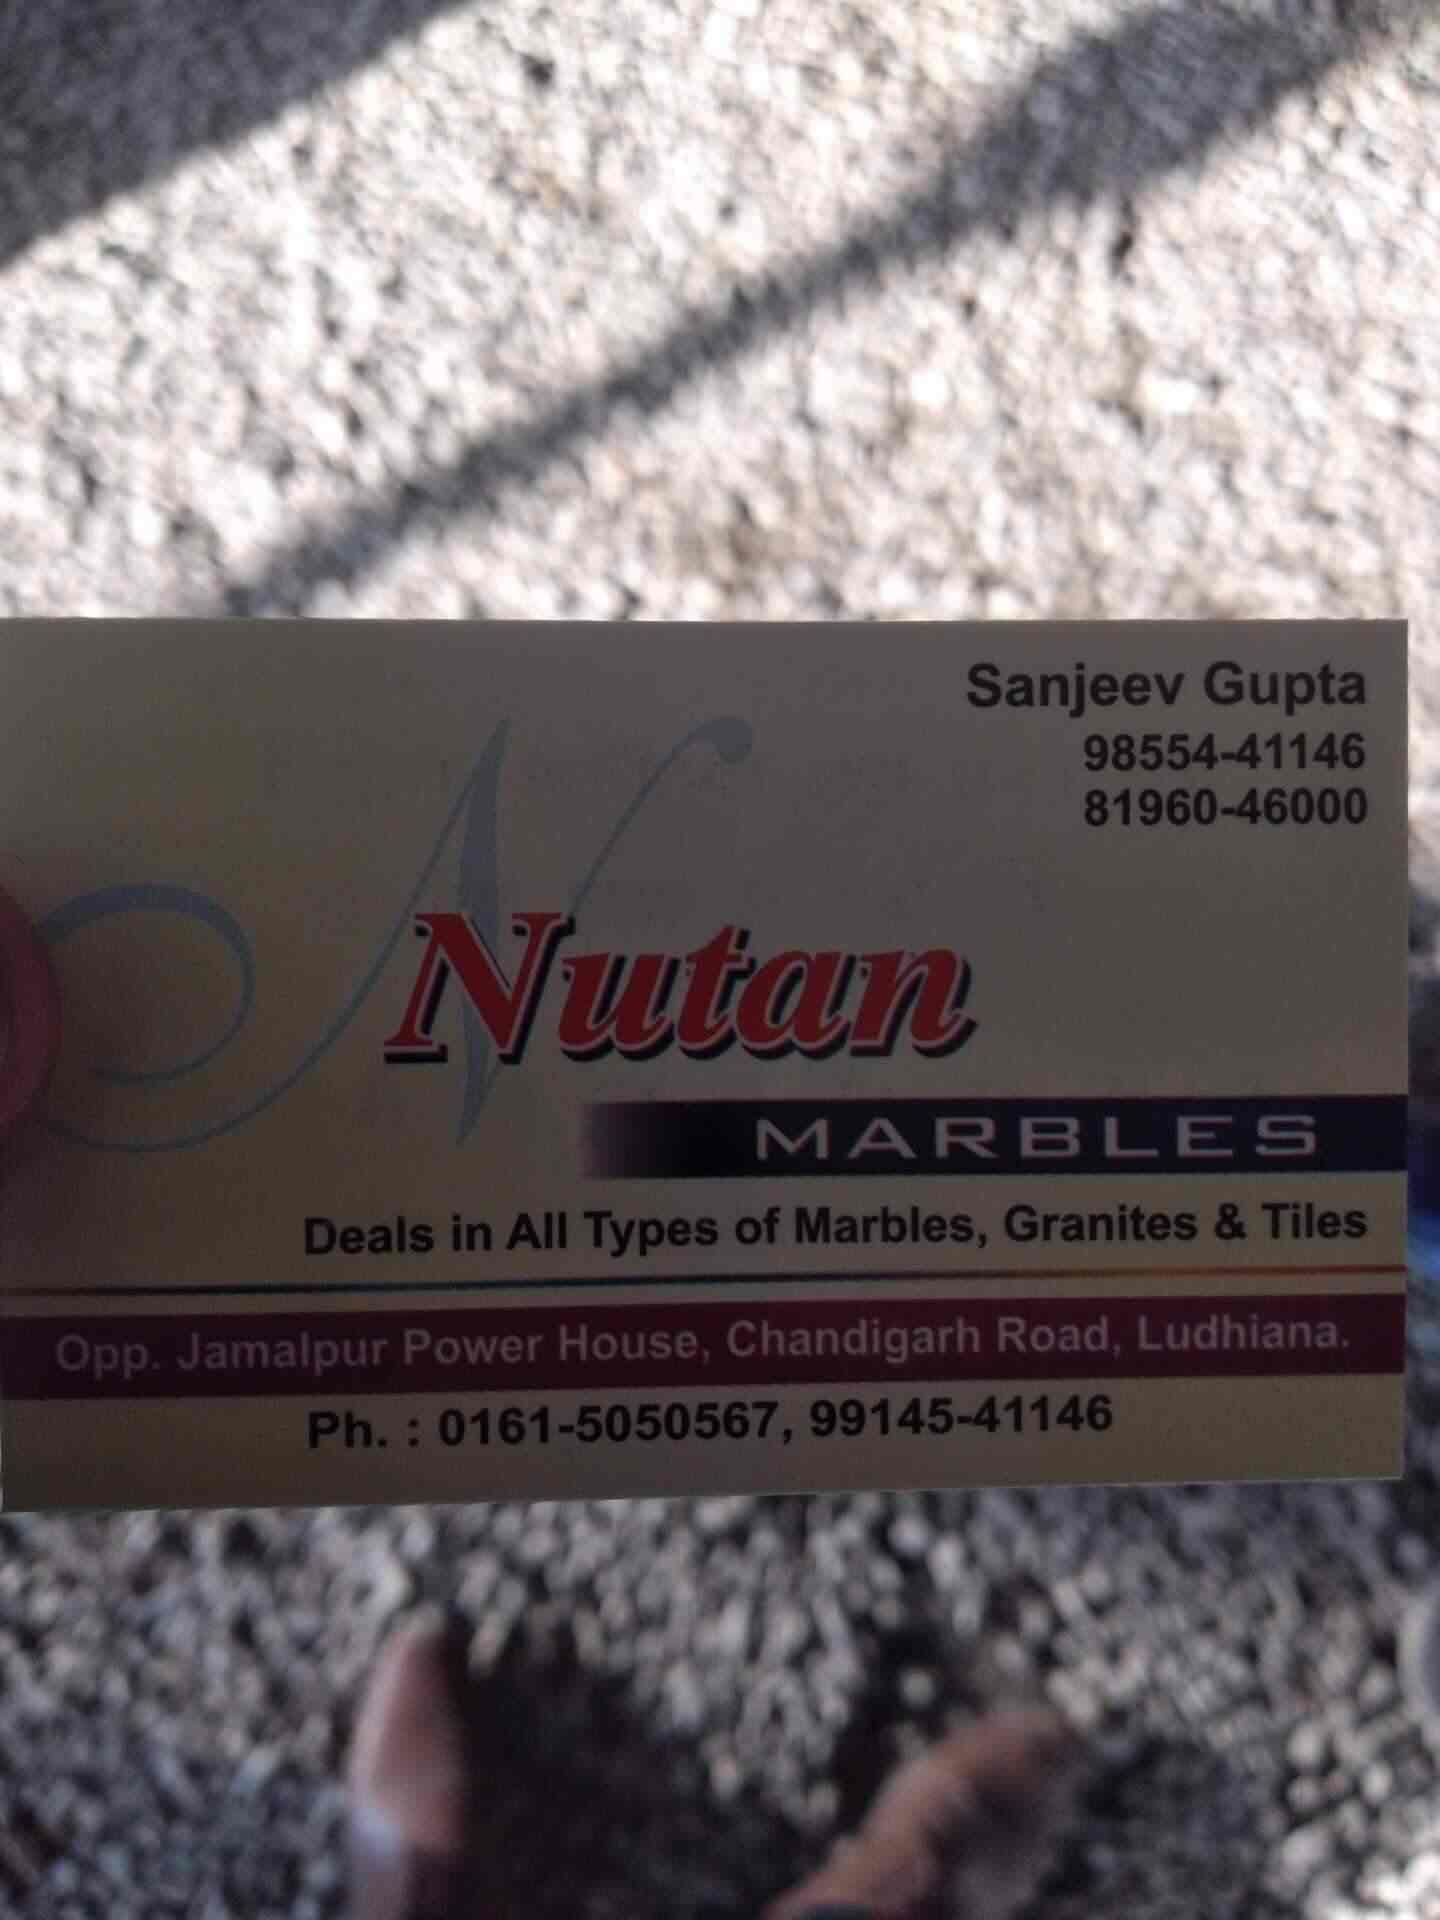 Sanjeev Gupta
98554-41146
81960-46000
Nutan
MARBLES
Deals in All Types of Marbles, Granites & Tiles
Opp. Jamalpur Power House, Chandigarh Road, Ludhiana.
Ph. : 0161-5050567, 99145-41146